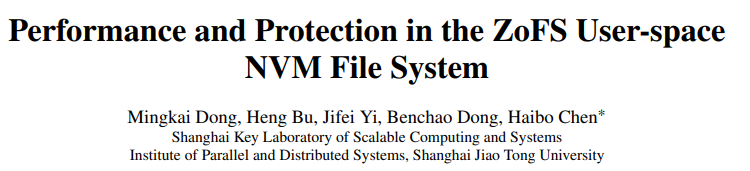 Performance and Protection in the ZoFS User-space
NVM File System
Mingkai Dong, Heng Bu, Jifei Yi, Benchao Dong, Haibo Chen*
Shanghai Key Laboratory of Scalable Computing and Systems
Institute of Parallel and Distributed Systems, Shanghai Jiao Tong University